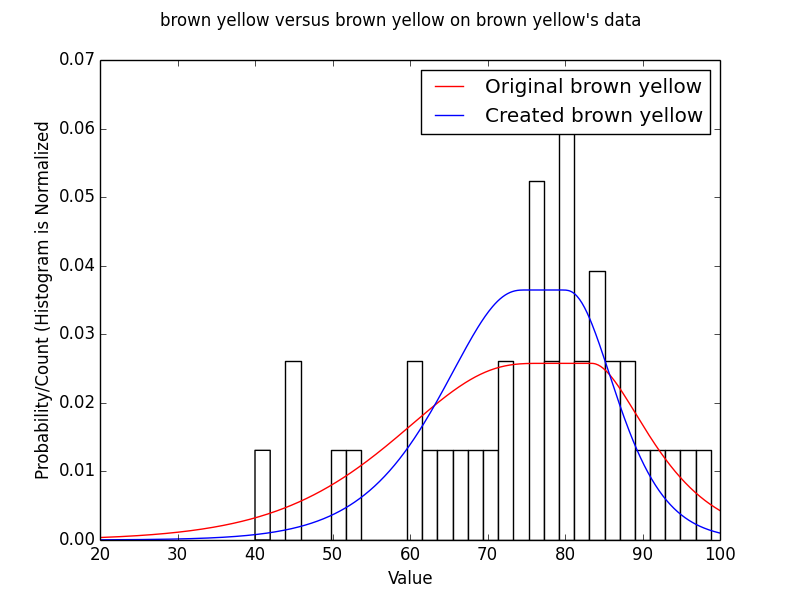 brown yellow versus brown yellow on brown yellow's data
Probability/Count (Histogram is Normalized
0.07
0.06
0.05
0.04
0.03
0.02
0.01
0.00
Original brown yellow
Created brown yellow
20 30 40 50 60 70 80 90 100
Value